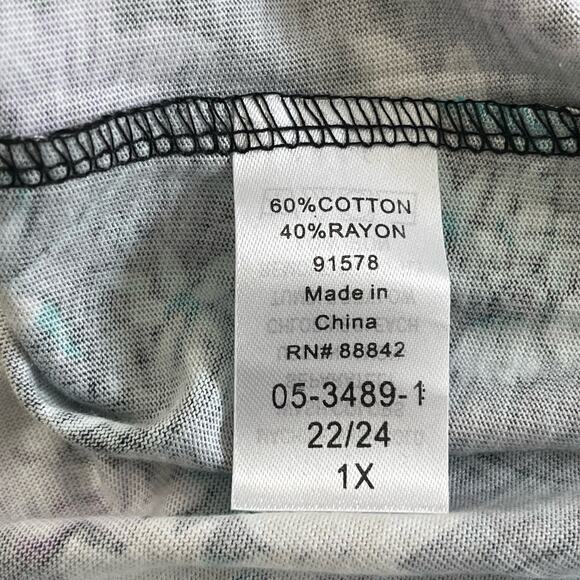 60%COTTON
40%RAYON
91578
Made in
China
RN# 88842
05-3489-1
22/24
1X